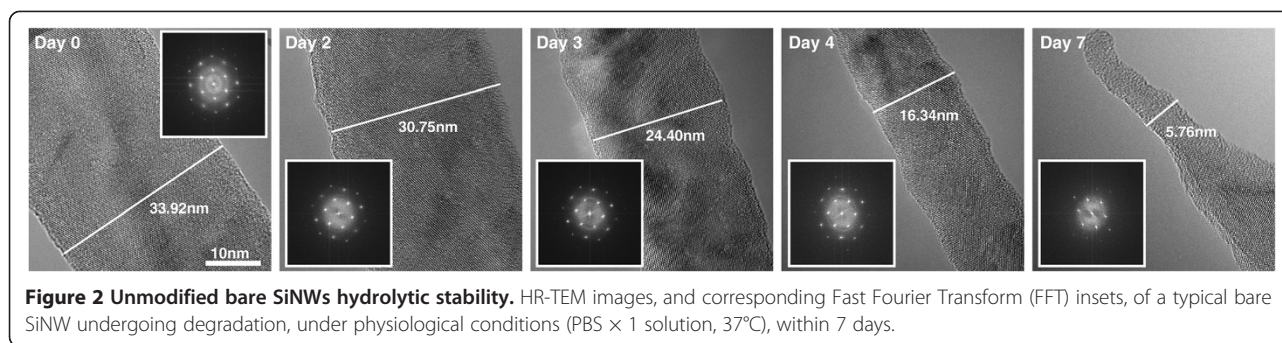 Day 0
33.92nm
10nm
Day 2
30.75nm
Day 3
24.40nm
Day 4
16.34nm
Day 7
5.76nm
Figure 2 Unmodified bare SiNWs hydrolytic stability. HR-TEM images, and corresponding Fast Fourier Transform (FFT) insets, of a typical bare
SiNW undergoing degradation, under physiological conditions (PBS × 1 solution, 37°C), within 7 days.